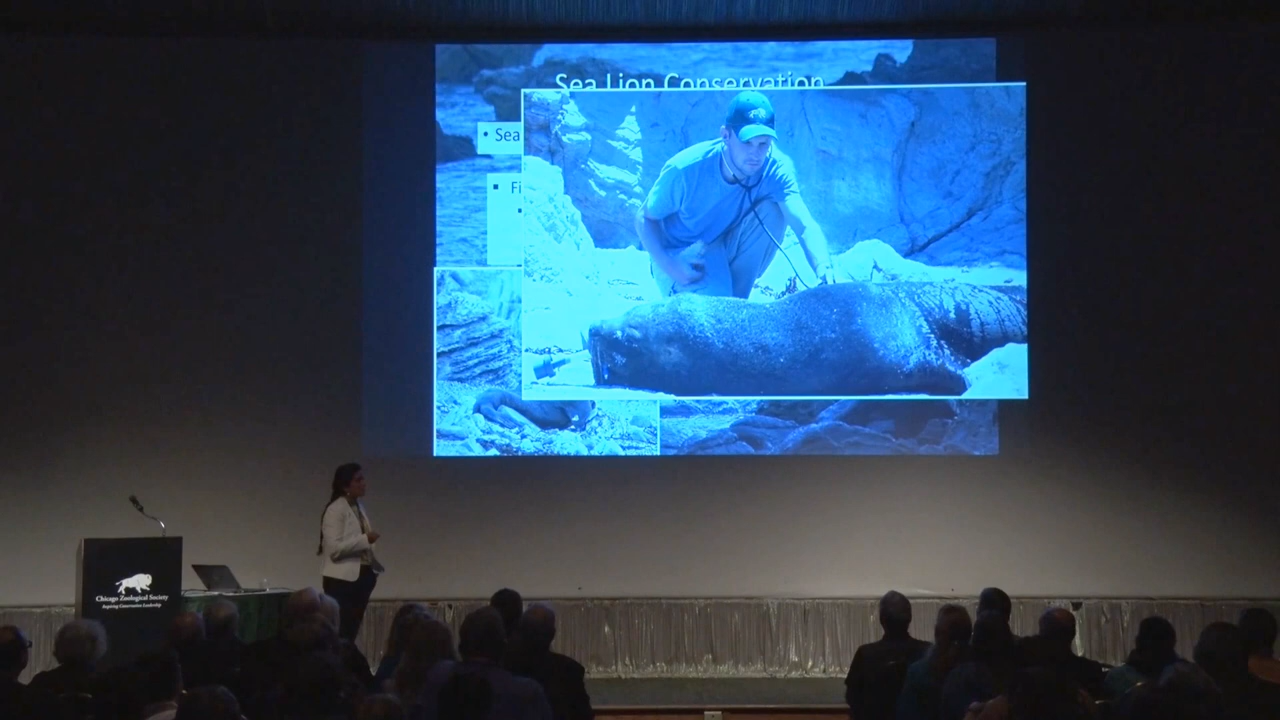 Sea Lion Conservation
• Sea
▪ Fi
Chicago Zoological Society
Inspiring Conservation Leadership